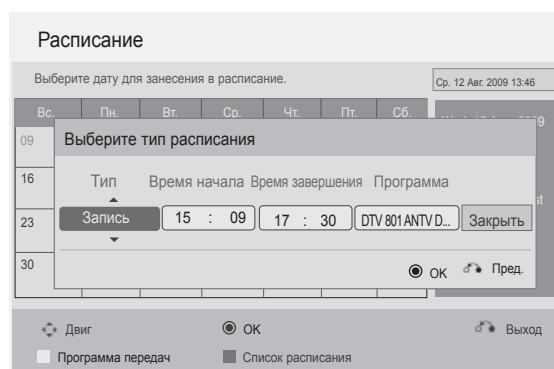 Расписание
Выберите дату для занесения в расписание.
Ср. 12 Авг. 2009 13:46
Вс. Пн. Вт. Ср. Чт. Пт. Сб.
09
Выберите тип расписания
16
Тип Время начала Время завершения Программа
23
Запись 15 : 09 17 : 30 DTV 801 ANTV D... Закрыть
30
OK Пред.
Двиг OK Выход
Программа передач Список расписания